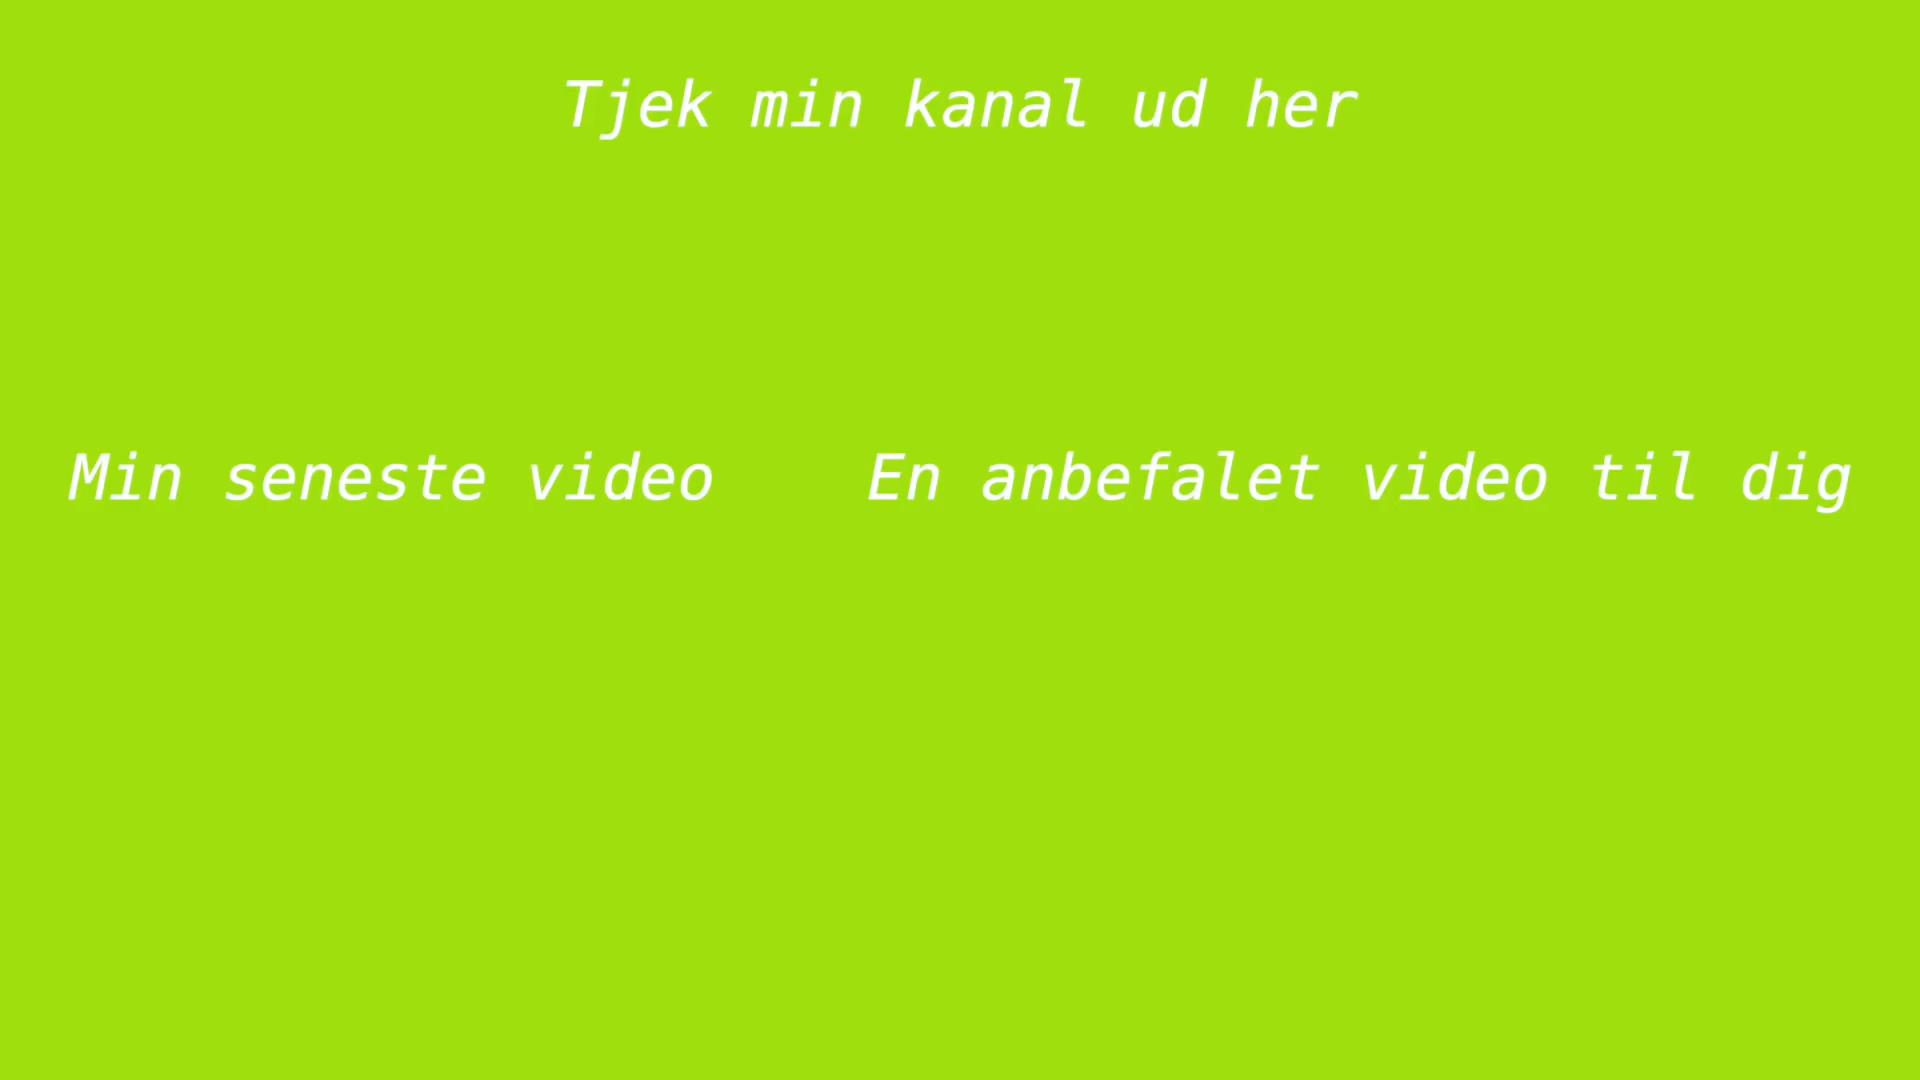 Tjek min kanal ud her
Min seneste video
En anbefalet video til dig